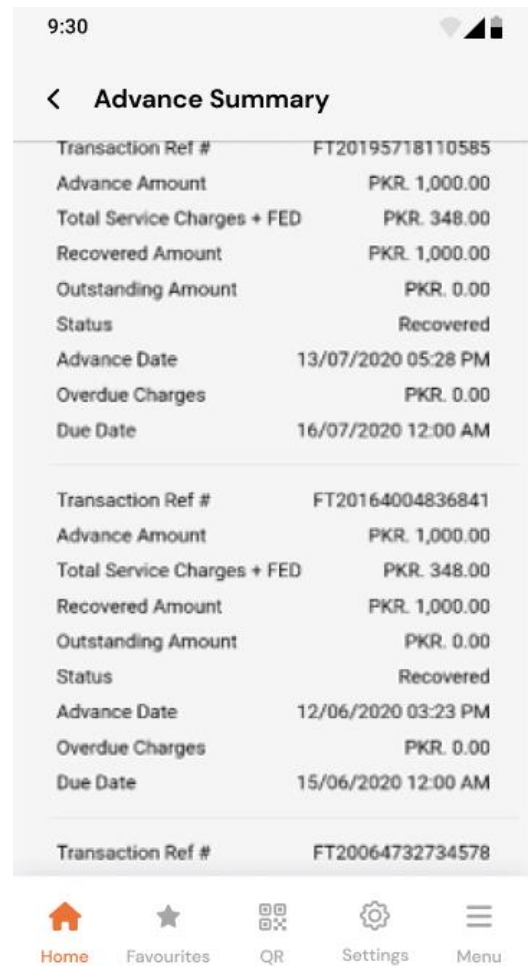 9:30
Advance Summary
Transaction Ref # FT20195718110585
Advance Amount PKR. 1,000.00
Total Service Charges + FED PKR. 348.00
Recovered Amount PKR. 1,000.00
Outstanding Amount PKR. 0.00
Status Recovered
Advance Date 13/07/2020 05:28 PM
Overdue Charges PKR. 0.00
Due Date 16/07/2020 12:00 AM
Transaction Ref # FT20164004836841
Advance Amount PKR. 1,000.00
Total Service Charges + FED PKR. 348.00
Recovered Amount PKR. 1,000.00
Outstanding Amount PKR. 0.00
Status Recovered
Advance Date 12/06/2020 03:23 PM
Overdue Charges PKR. 0.00
Due Date 15/06/2020 12:00 AM
Transaction Ref # FT20064732734578
Home Favourites QR Settings Menu